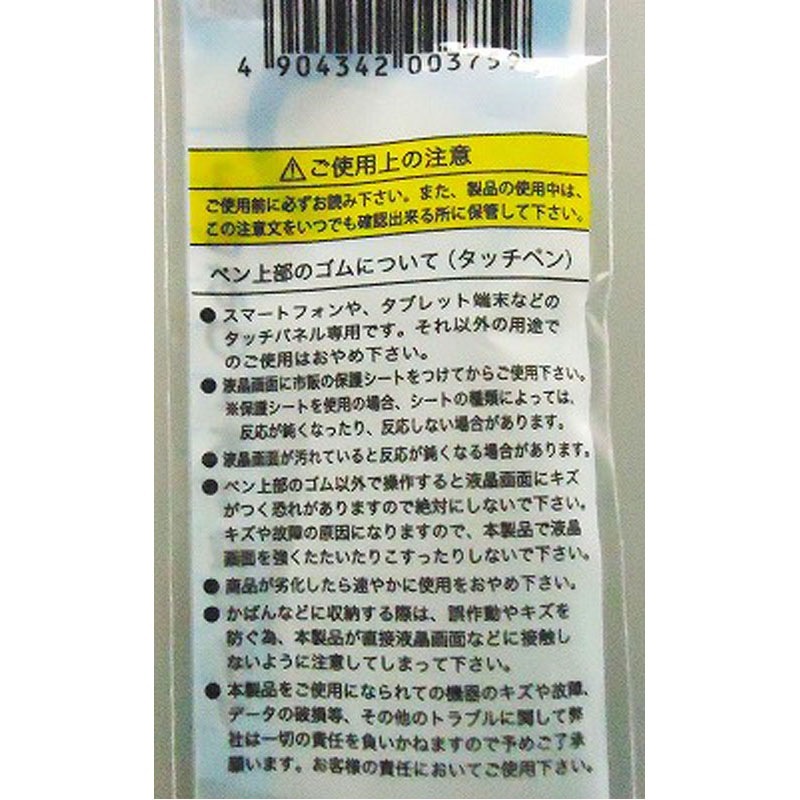 4 904342 003759
⚠ご使用上の注意
ご使用前に必ずお読み下さい。また、製品の使用中は、
この注意文をいつでも確認出来る所に保管して下さい。
ペン上部のゴムについて(タッチペン)
●スマートフォンや、タブレット端末などの
タッチパネル専用です。それ以外の用途で
のご使用はおやめ下さい。
●液晶画面に市販の保護シートをつけてからご使用下さい。
※保護シートを使用の場合、シートの種類によっては、
反応が鈍くなったり、反応しない場合があります。
●液晶画面が汚れていると反応が鈍くなる場合があります。
●ペン上部のゴム以外で操作すると液晶画面にキズ
がつく恐れがありますので絶対にしないで下さい。
キズや故障の原因になりますので、本製品で液晶
画面を強くたたいたりこすったりしないで下さい。
●商品が劣化したら速やかに使用をおやめ下さい。
●かばんなどに収納する際は、誤作動やキズを
防ぐ為、本製品が直接液晶画面などに接触し
ないように注意してしまって下さい。
●本製品をご使用になられての機器のキズや故障、
データの破損等、その他のトラブルに関して弊
社は一切の責任を負いかねますので予めご了承
願います。お客様の責任においてご使用下さい。